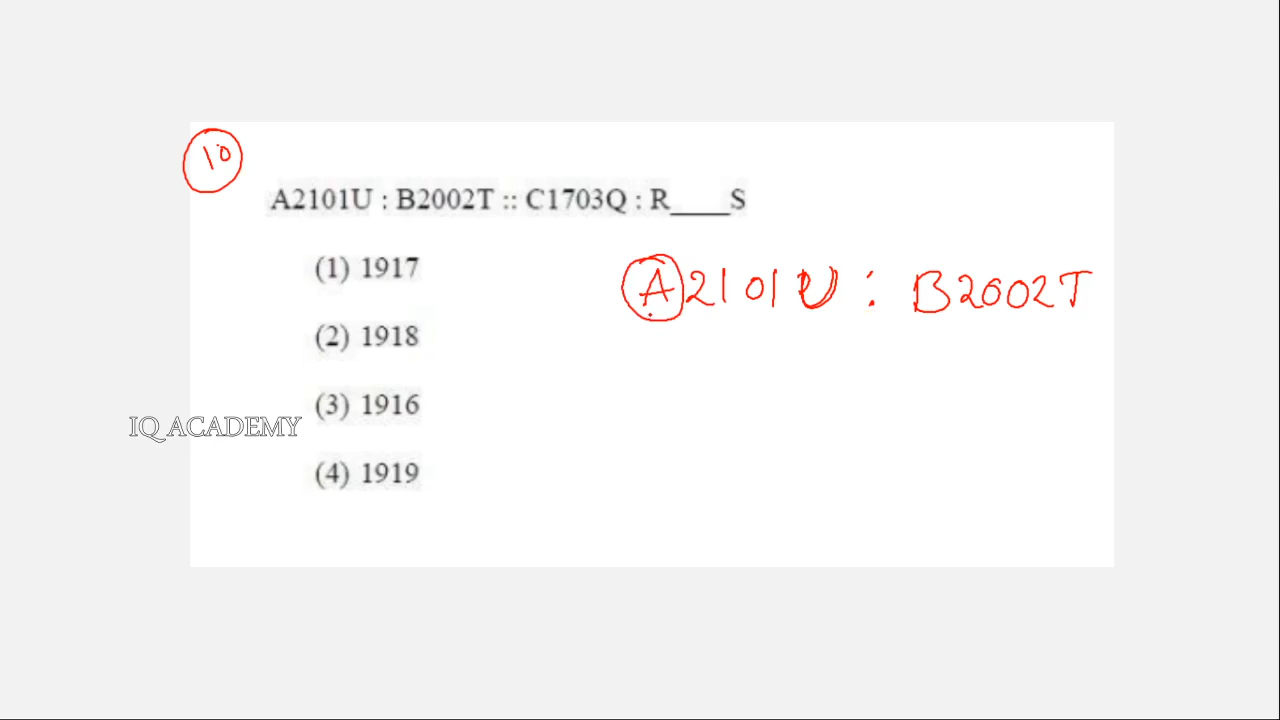 10
A2101U : B2002T :: C1703Q : R____S
A2101U : B2002T
(1) 1917
(2) 1918
(3) 1916
(4) 1919
IQ ACADEMY